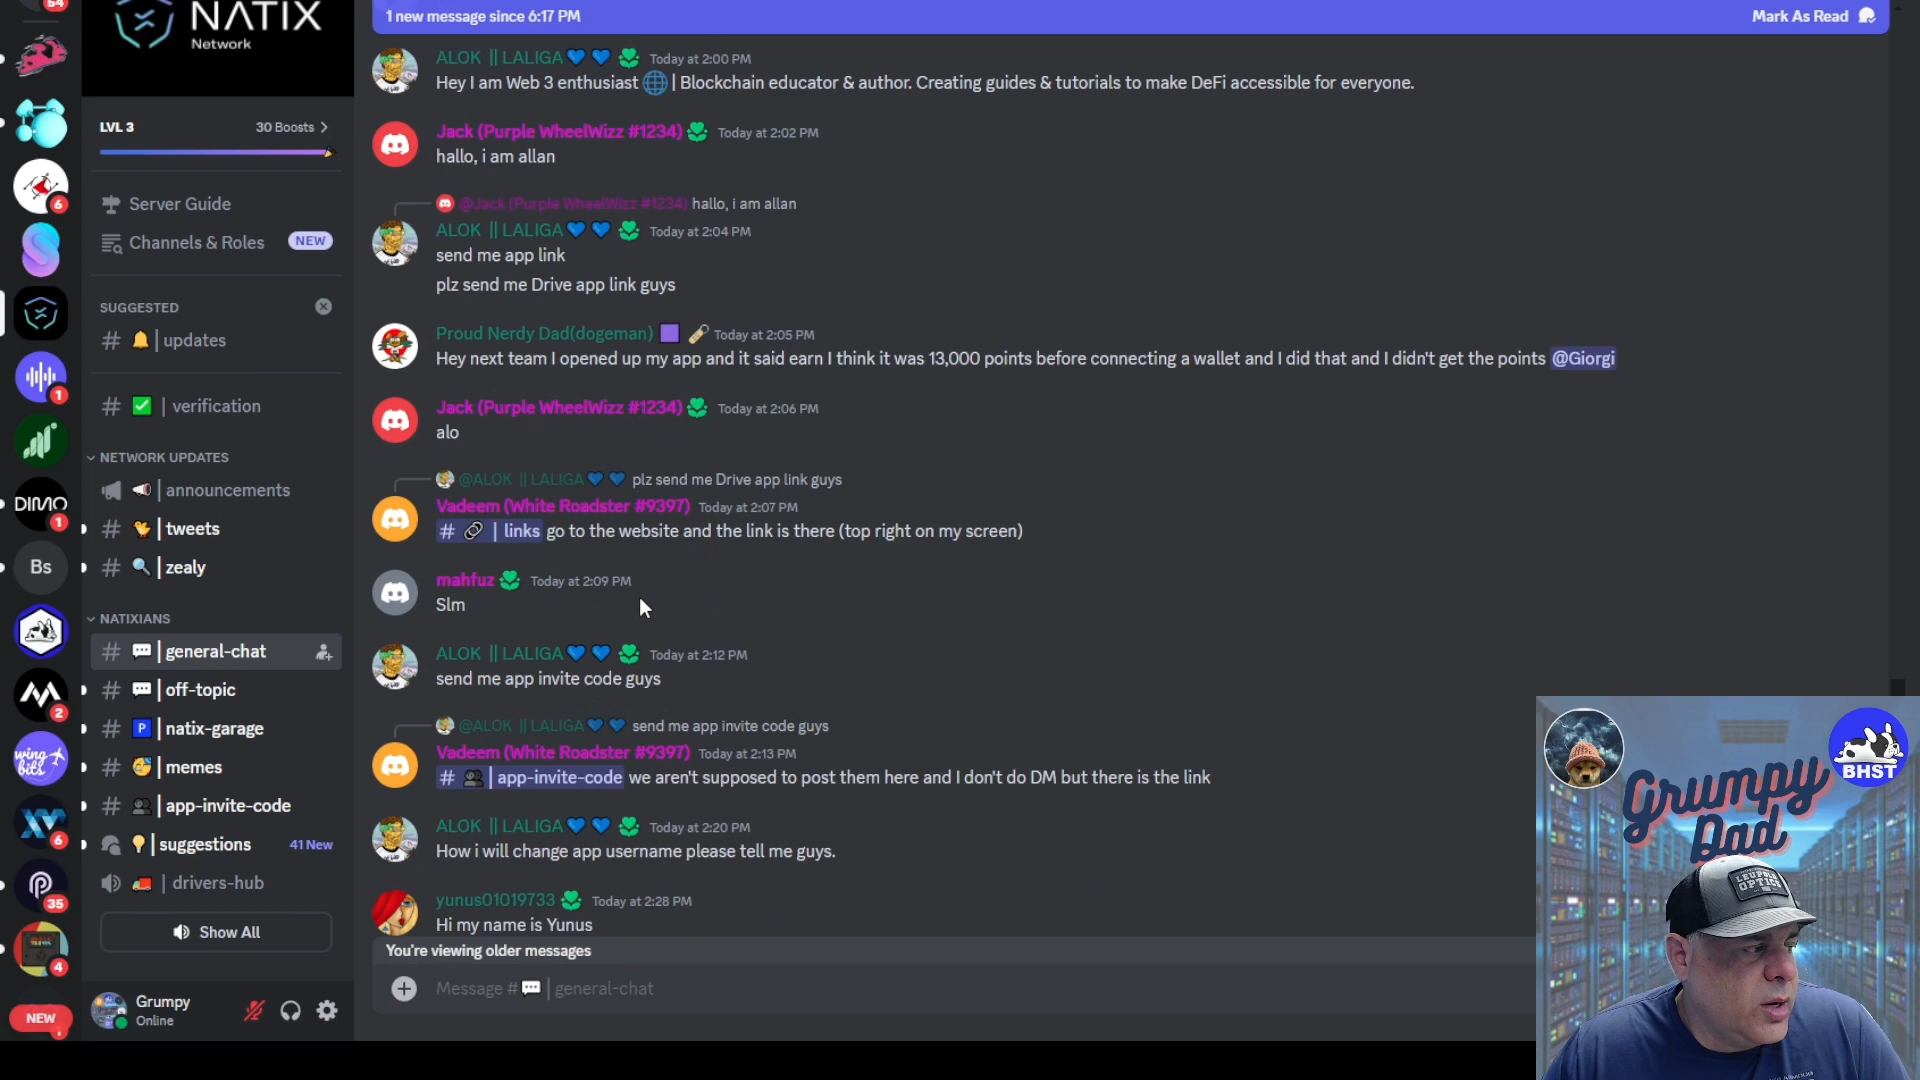 54
NATIX
Network
LVL 3
30 Boosts
Server Guide
Channels & Roles
NEW
SUGGESTED
updates
verification
NETWORK UPDATES
announcements
tweets
zealy
NATIXIANS
general-chat
off-topic
natix-garage
memes
app-invite-code
suggestions
41 New
drivers-hub
Show All
Grumpy
Online
6
1
DIMO
1
Bs
2
wing
bits
6
35
4
NEW
1 new message since 6:17 PM
Mark As Read
ALOK || LALIGA💙💙 Today at 2:00 PM
Hey I am Web 3 enthusiast 🌐 | Blockchain educator & author. Creating guides & tutorials to make DeFi accessible for everyone.
Jack (Purple WheelWizz #1234) Today at 2:02 PM
hallo, i am allan
@Jack (Purple WheelWizz #1234) hallo, i am allan
ALOK || LALIGA💙💙 Today at 2:04 PM
send me app link
plz send me Drive app link guys
Proud Nerdy Dad(dogeman) Today at 2:05 PM
Hey next team I opened up my app and it said earn I think it was 13,000 points before connecting a wallet and I did that and I didn't get the points @Giorgi
Jack (Purple WheelWizz #1234) Today at 2:06 PM
alo
@ALOK || LALIGA💙💙 plz send me Drive app link guys
Vadeem (White Roadster #9397) Today at 2:07 PM
# 🔗 | links go to the website and the link is there (top right on my screen)
mahfuz Today at 2:09 PM
Slm
ALOK || LALIGA💙💙 Today at 2:12 PM
send me app invite code guys
@ALOK || LALIGA💙💙 send me app invite code guys
Vadeem (White Roadster #9397) Today at 2:13 PM
# 👥 | app-invite-code we aren't supposed to post them here and I don't do DM but there is the link
ALOK || LALIGA💙💙 Today at 2:20 PM
How i will change app username please tell me guys.
yunus01019733 Today at 2:28 PM
Hi my name is Yunus
You're viewing older messages
Message #💬 | general-chat
BHST
Grumpy
Dad
LEUPOLD
OPTICS